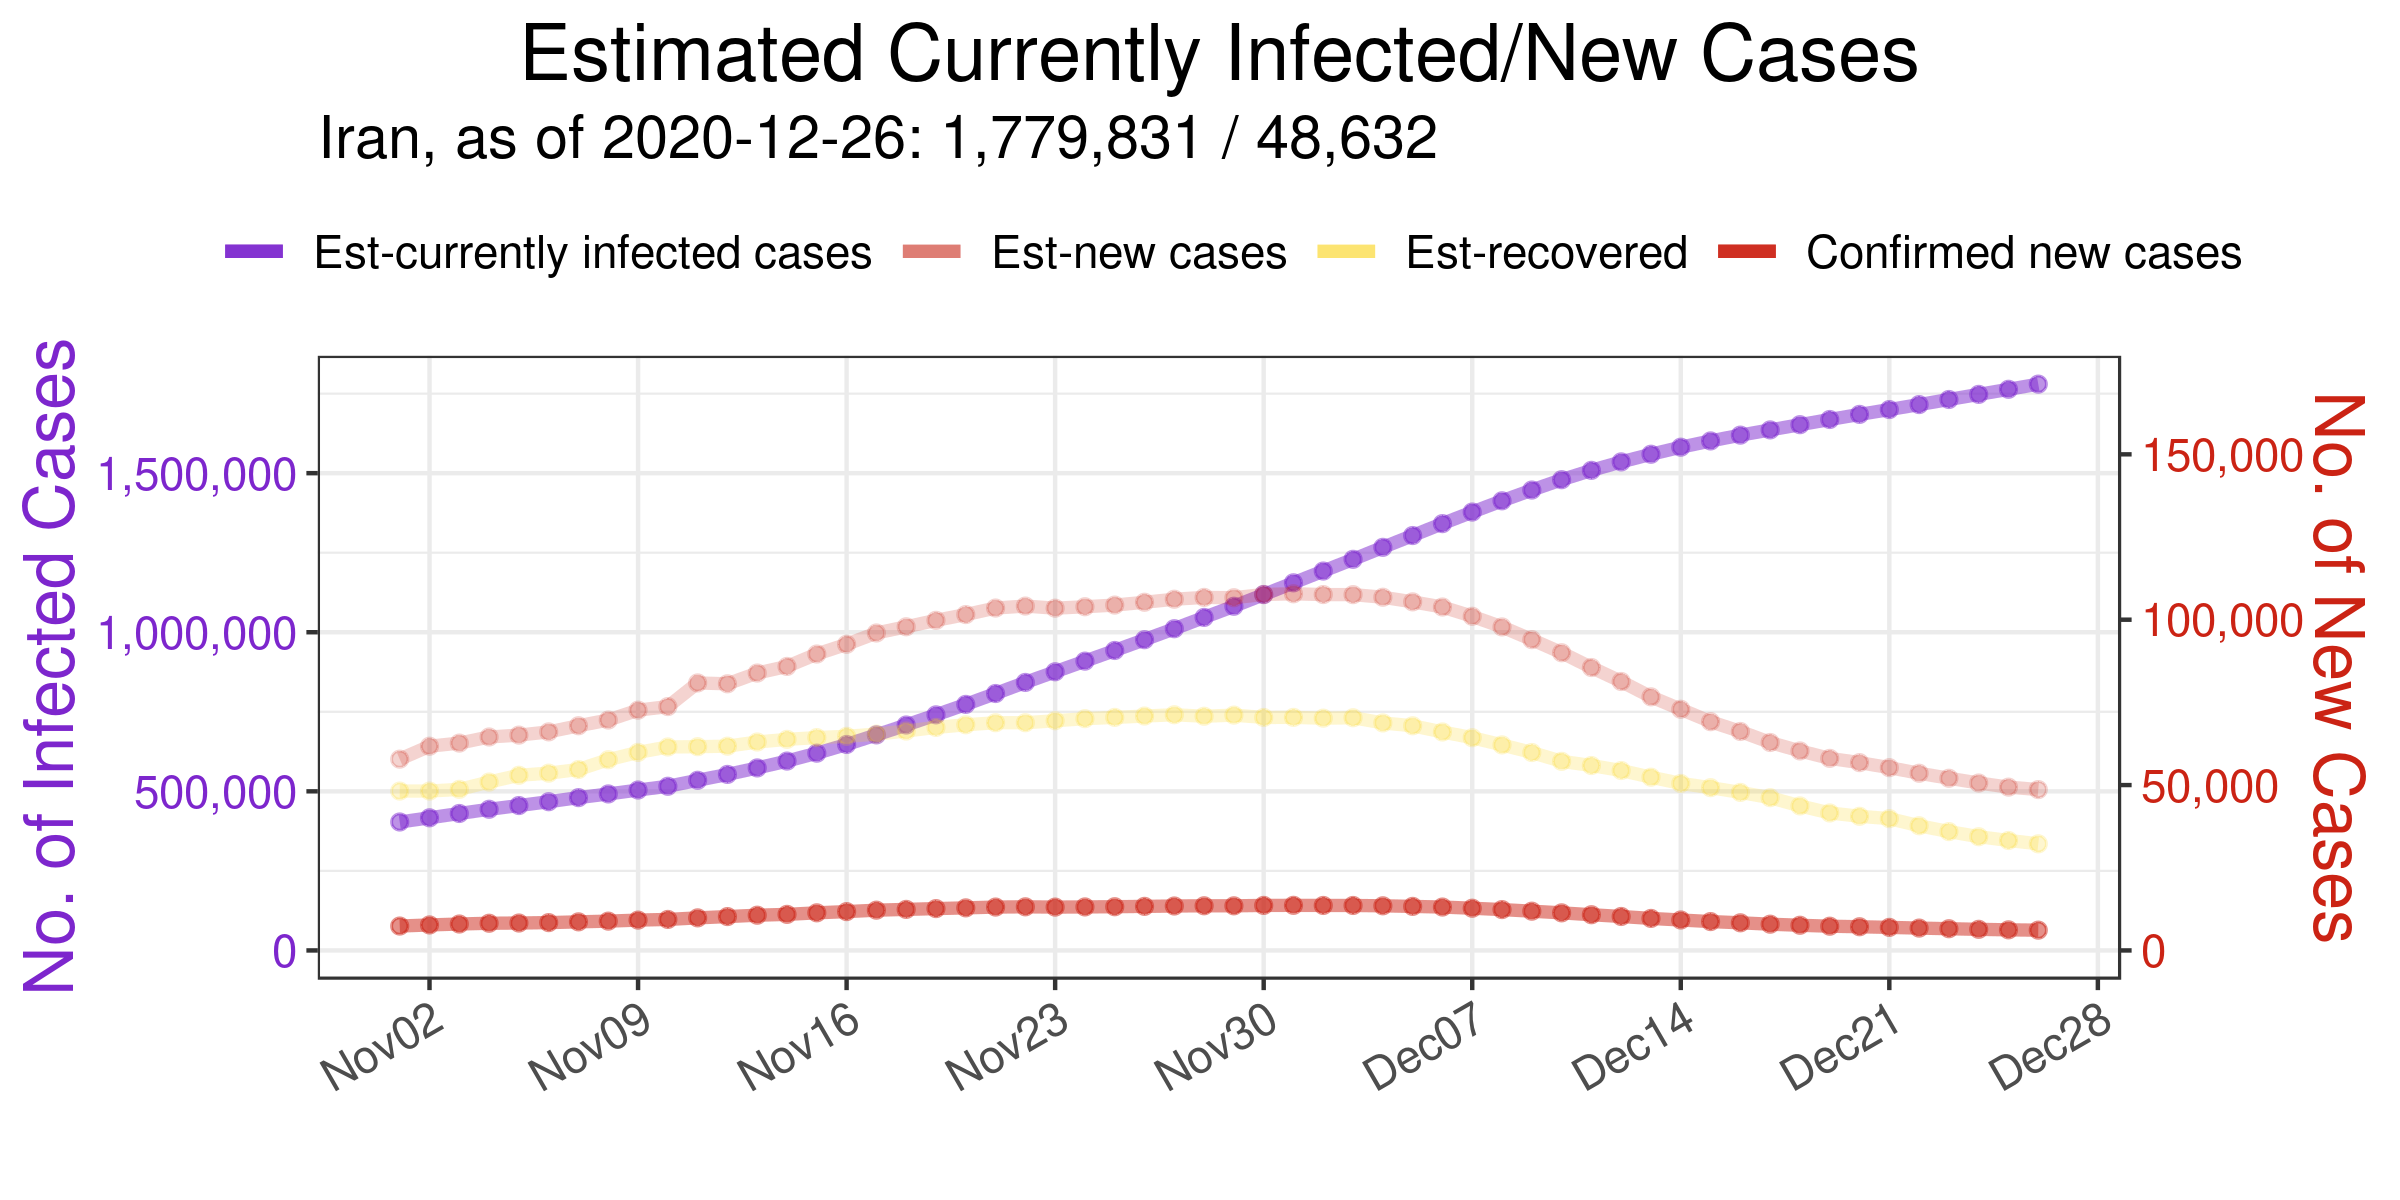 Estimated Currently Infected/New Cases
Iran, as of 2020-12-26: 1,779,831 / 48,632
Est-currently infected cases Est-new cases Est-recovered Confirmed new cases
No. of Infected Cases
1,500,000
1,000,000
500,000
0
150,000
100,000
50,000
0
No. of New Cases
Nov02 Nov09 Nov16 Nov23 Nov30 Dec07 Dec14 Dec21 Dec28